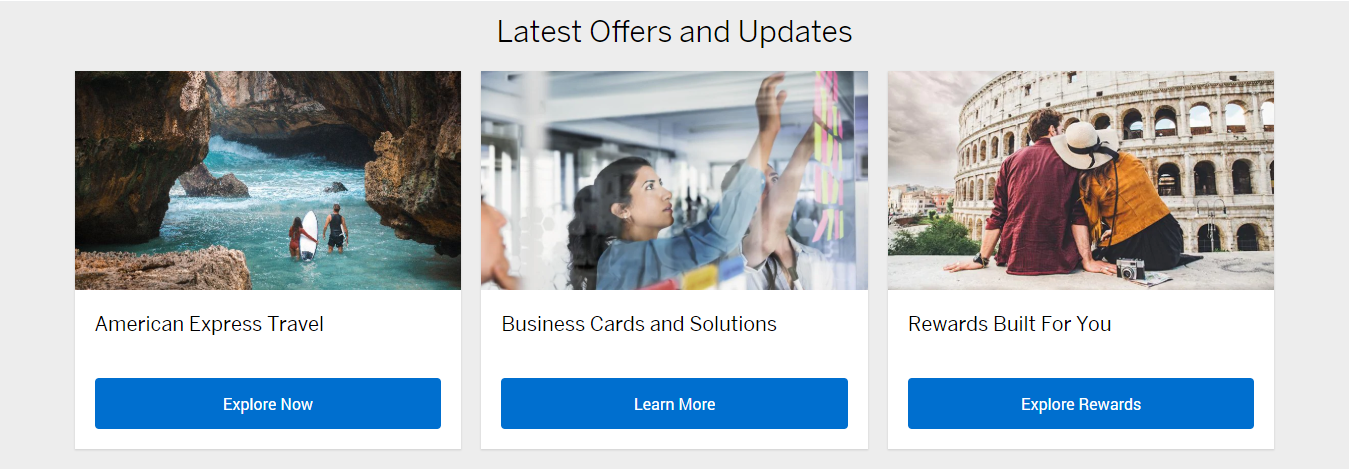 Latest Offers and Updates
American Express Travel
Business Cards and Solutions
Rewards Built For You
Explore Now
Learn More
Explore Rewards